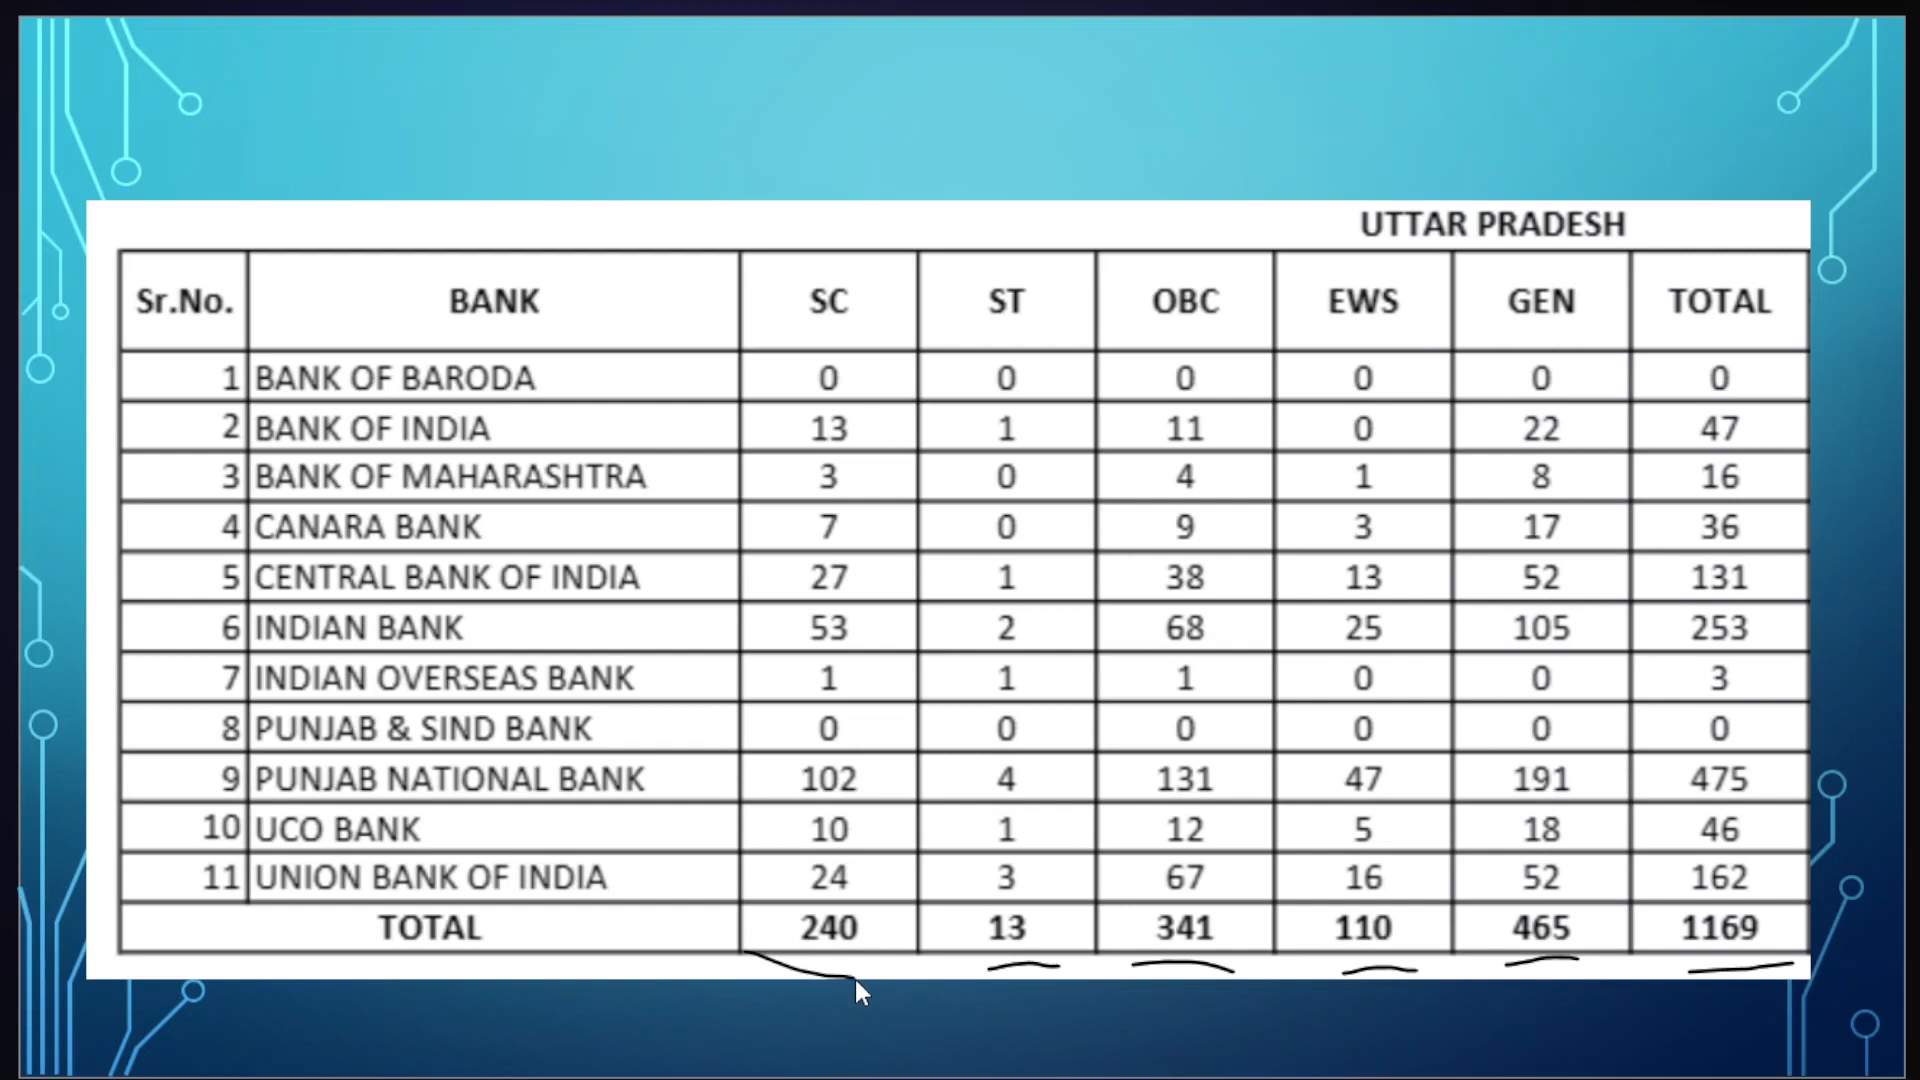 UTTAR PRADESH
Sr.No. BANK SC ST OBC EWS GEN TOTAL
1 BANK OF BARODA 0 0 0 0 0 0
2 BANK OF INDIA 13 1 11 0 22 47
3 BANK OF MAHARASHTRA 3 0 4 1 8 16
4 CANARA BANK 7 0 9 3 17 36
5 CENTRAL BANK OF INDIA 27 1 38 13 52 131
6 INDIAN BANK 53 2 68 25 105 253
7 INDIAN OVERSEAS BANK 1 1 1 0 0 3
8 PUNJAB & SIND BANK 0 0 0 0 0 0
9 PUNJAB NATIONAL BANK 102 4 131 47 191 475
10 UCO BANK 10 1 12 5 18 46
11 UNION BANK OF INDIA 24 3 67 16 52 162
TOTAL 240 13 341 110 465 1169